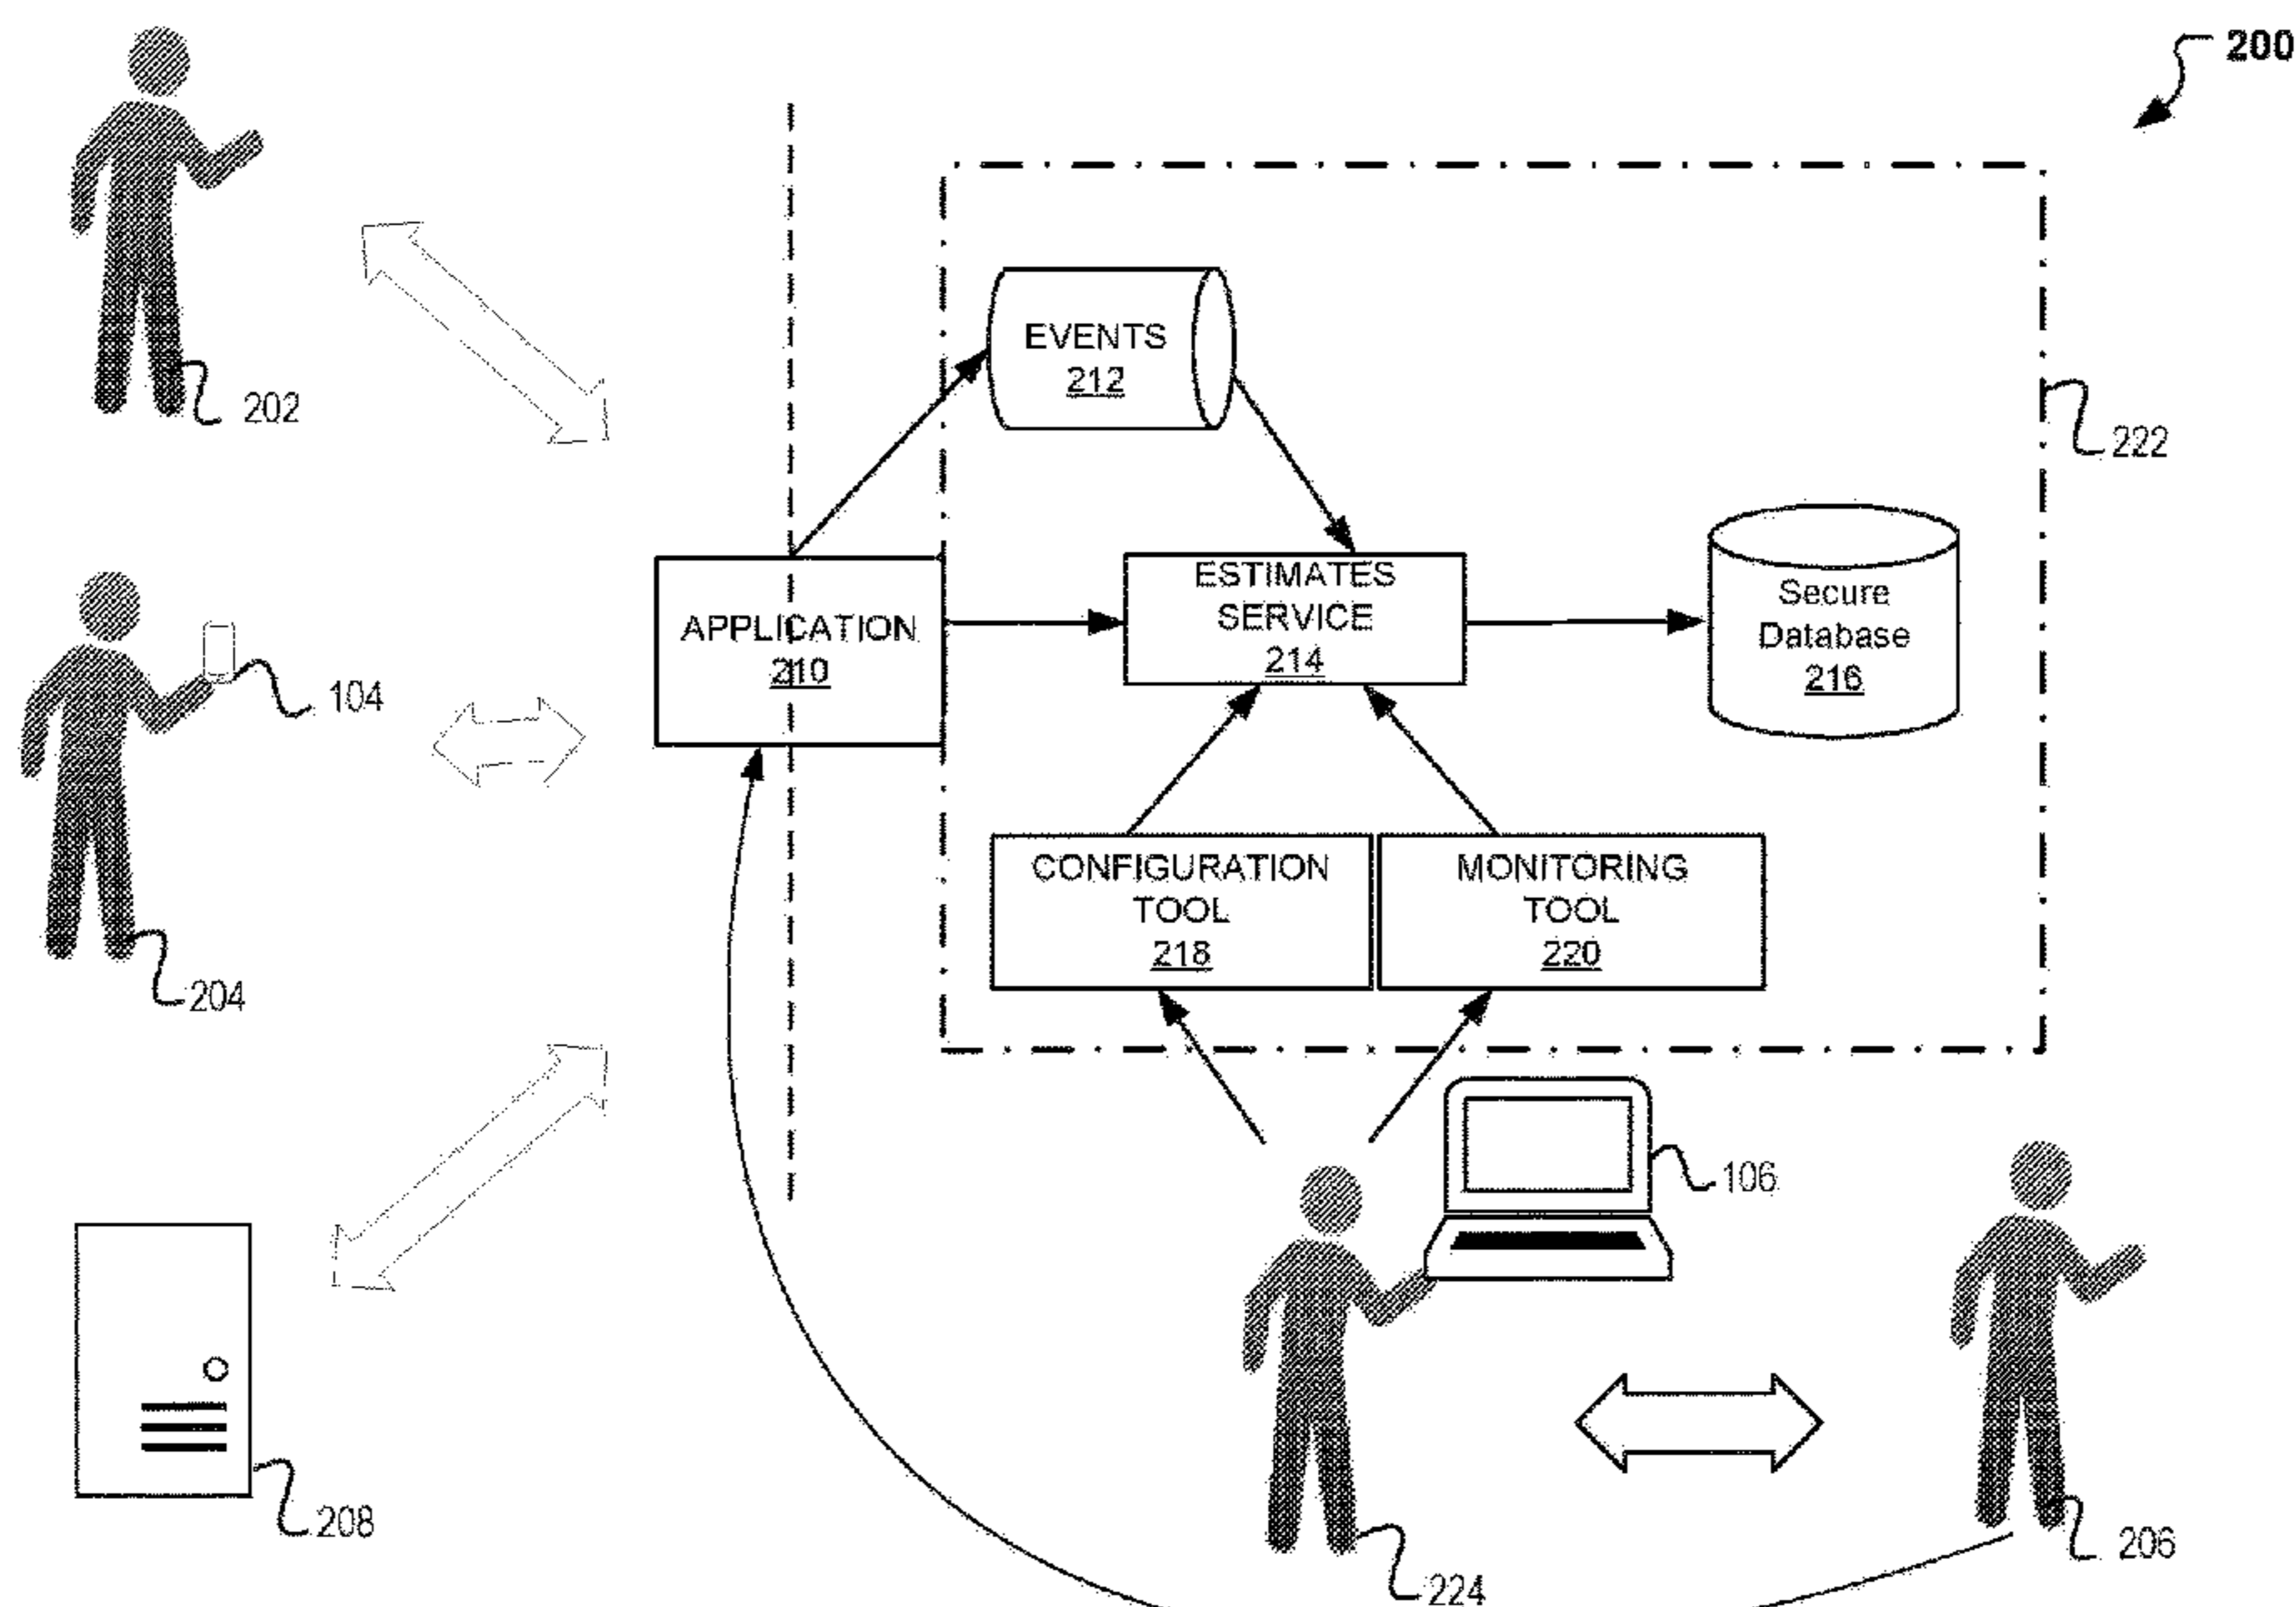 200
202
EVENTS
212
222
APPLICATION
210
ESTIMATES
SERVICE
214
Secure
Database
216
104
204
CONFIGURATION
TOOL
218
MONITORING
TOOL
220
106
208
224
206